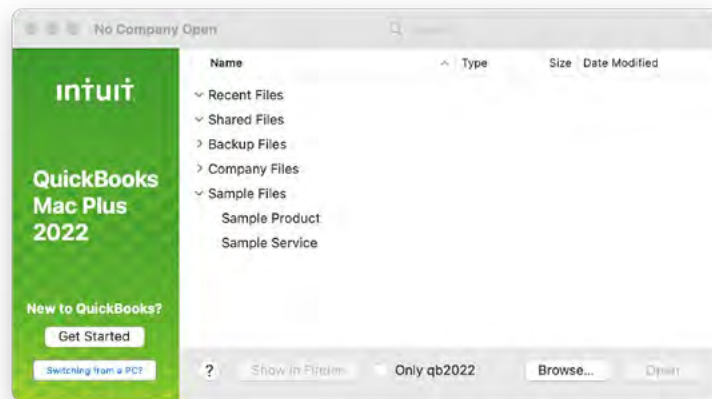 No Company Open
intuit
QuickBooks
Mac Plus
2022
New to QuickBooks?
Get Started
Switching from a PC?
Name Type Size Date Modified
Recent Files
Shared Files
Backup Files
Company Files
Sample Files
Sample Product
Sample Service
? Show in Finder Only qb2022 Browse... Open